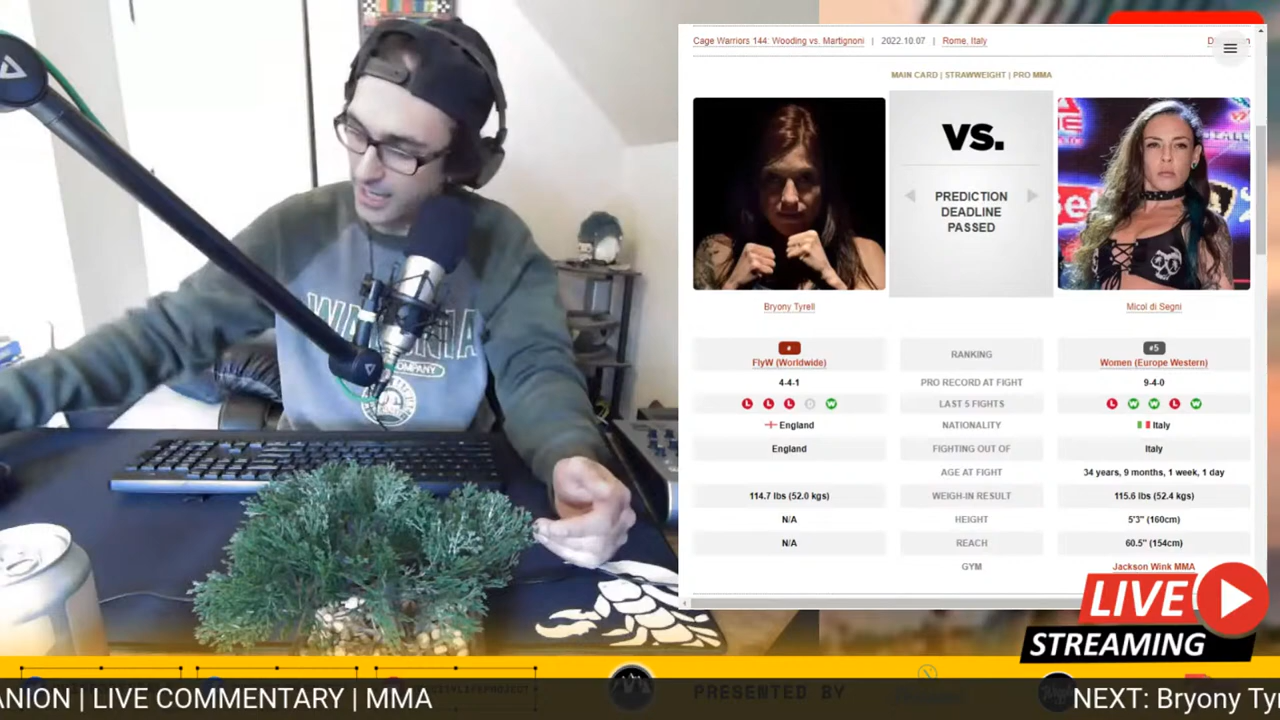 Cage Warriors 144: Wooding vs. Martignoni | 2022.10.07 | Rome, Italy
MAIN CARD | STRAWWEIGHT | PRO MMA
VS.
PREDICTION
DEADLINE
PASSED
Bryony Tyrell
Micol di Segni
#
RANKING
#5
FlyW (Worldwide)
Women (Europe Western)
4-4-1
PRO RECORD AT FIGHT
9-4-0
L L L D W
LAST 5 FIGHTS
L W W L W
England
NATIONALITY
Italy
England
FIGHTING OUT OF
Italy
AGE AT FIGHT
34 years, 9 months, 1 week, 1 day
114.7 lbs (52.0 kgs)
WEIGH-IN RESULT
115.6 lbs (52.4 kgs)
N/A
HEIGHT
5'3" (160cm)
N/A
REACH
60.5" (154cm)
GYM
Jackson Wink MMA
LIVE
STREAMING
COMPANY
PRESENTED BY
ANION | LIVE COMMENTARY | MMA
NEXT: Bryony Ty